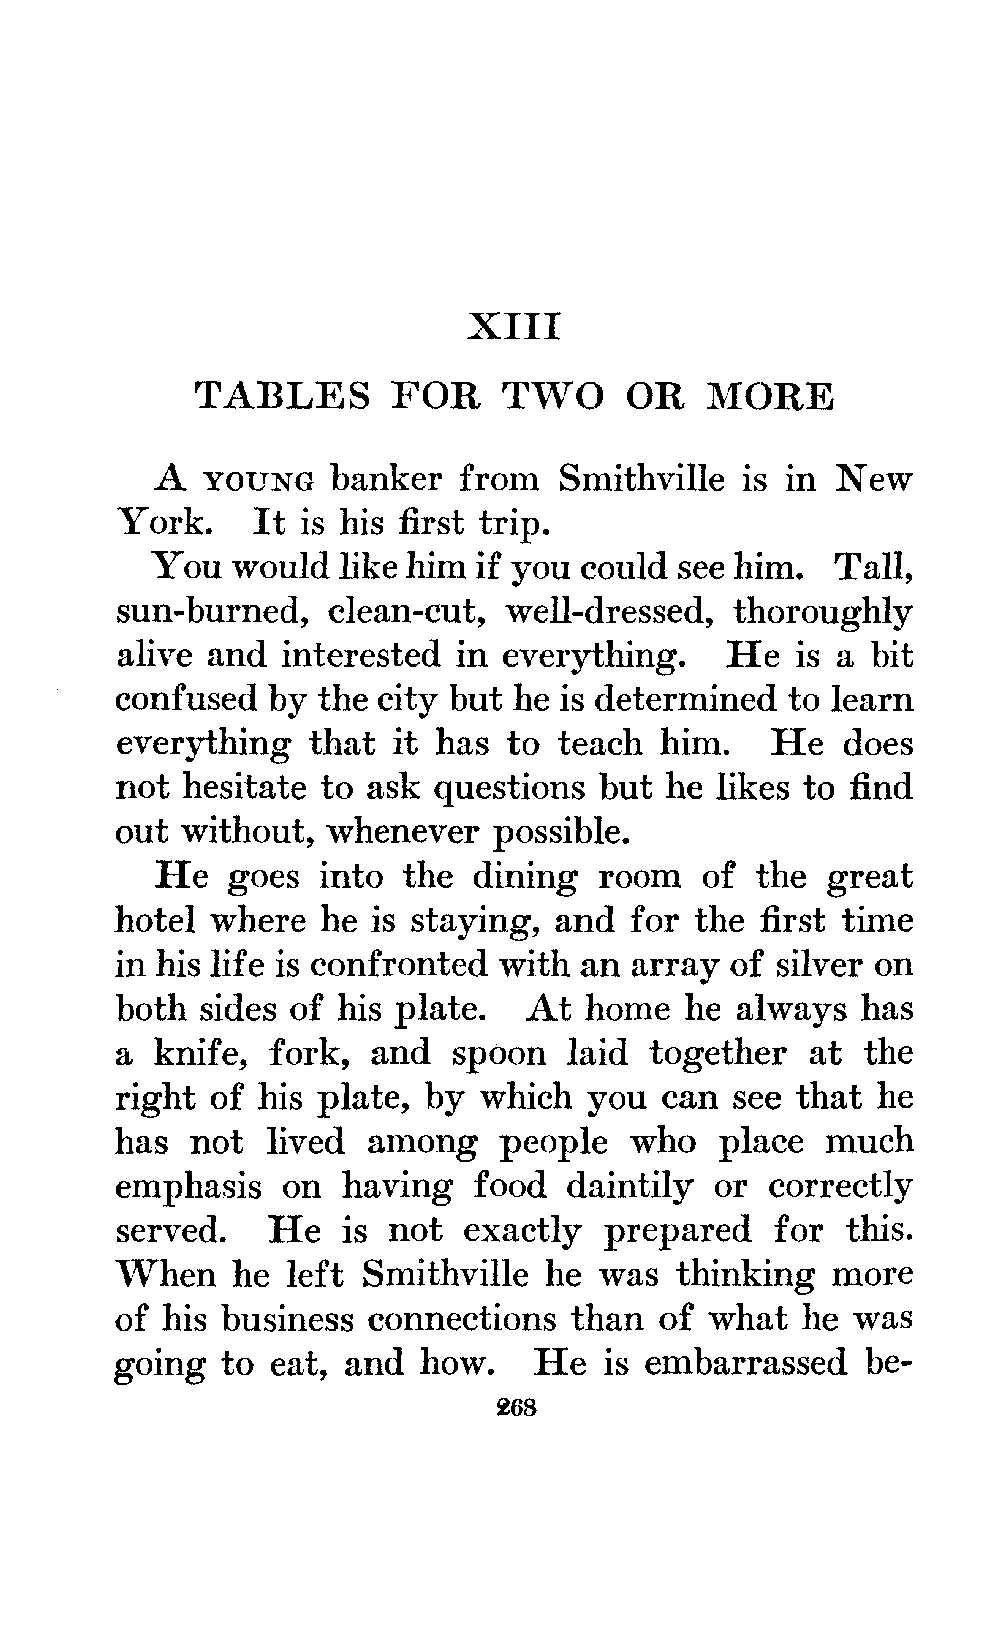 XIII
TABLES FOR TWO OR MORE
A YOUNG banker from Smithville is in New
York. It is his first trip.
You would like him if you could see him. Tall,
sun-burned, clean-cut, well-dressed, thoroughly
alive and interested in everything. He is a bit
confused by the city but he is determined to learn
everything that it has to teach him. He does
not hesitate to ask questions but he likes to find
out without, whenever possible.
He goes into the dining room of the great
hotel where he is staying, and for the first time
in his life is confronted with an array of silver on
both sides of his plate. At home he always has
a knife, fork, and spoon laid together at the
right of his plate, by which you can see that he
has not lived among people who place much
emphasis on having food daintily or correctly
served. He is not exactly prepared for this.
When he left Smithville he was thinking more
of his business connections than of what he was
going to eat, and how. He is embarrassed be-
268